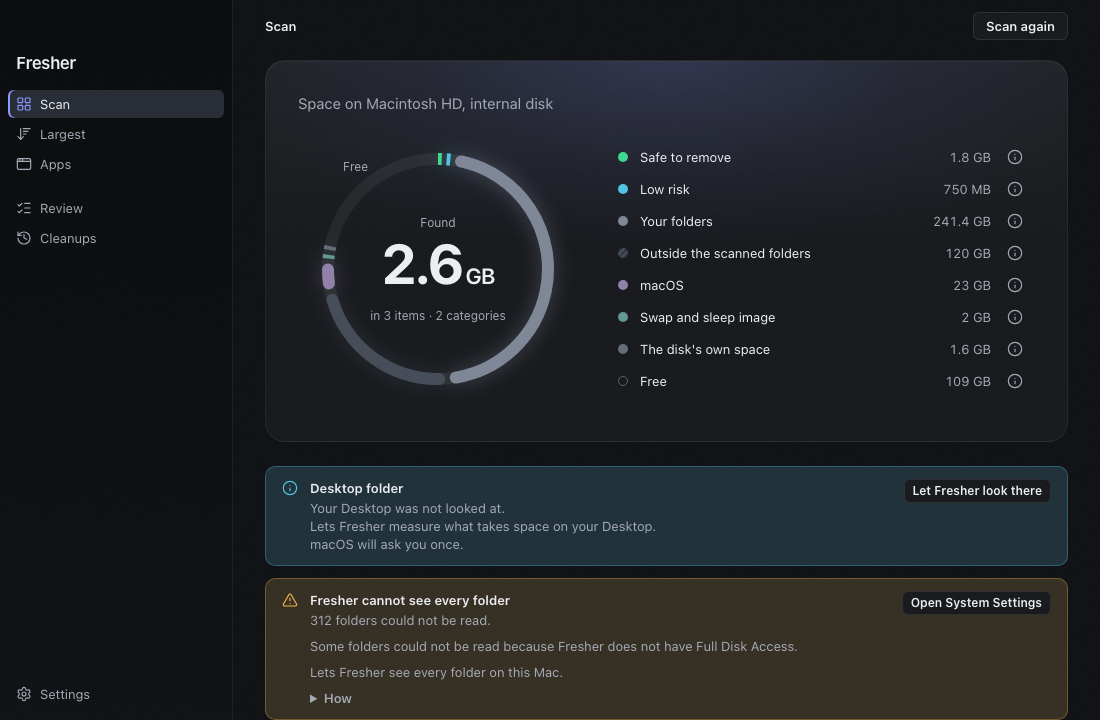 Fresher
Scan
Largest
Apps
Review
Cleanups
Settings
Scan
Scan again
Space on Macintosh HD, internal disk
Free
Found
2.6 GB
in 3 items · 2 categories
Safe to remove 1.8 GB
Low risk 750 MB
Your folders 241.4 GB
Outside the scanned folders 120 GB
macOS 23 GB
Swap and sleep image 2 GB
The disk's own space 1.6 GB
Free 109 GB
Desktop folder
Let Fresher look there
Your Desktop was not looked at.
Lets Fresher measure what takes space on your Desktop.
macOS will ask you once.
Fresher cannot see every folder
Open System Settings
312 folders could not be read.
Some folders could not be read because Fresher does not have Full Disk Access.
Lets Fresher see every folder on this Mac.
How